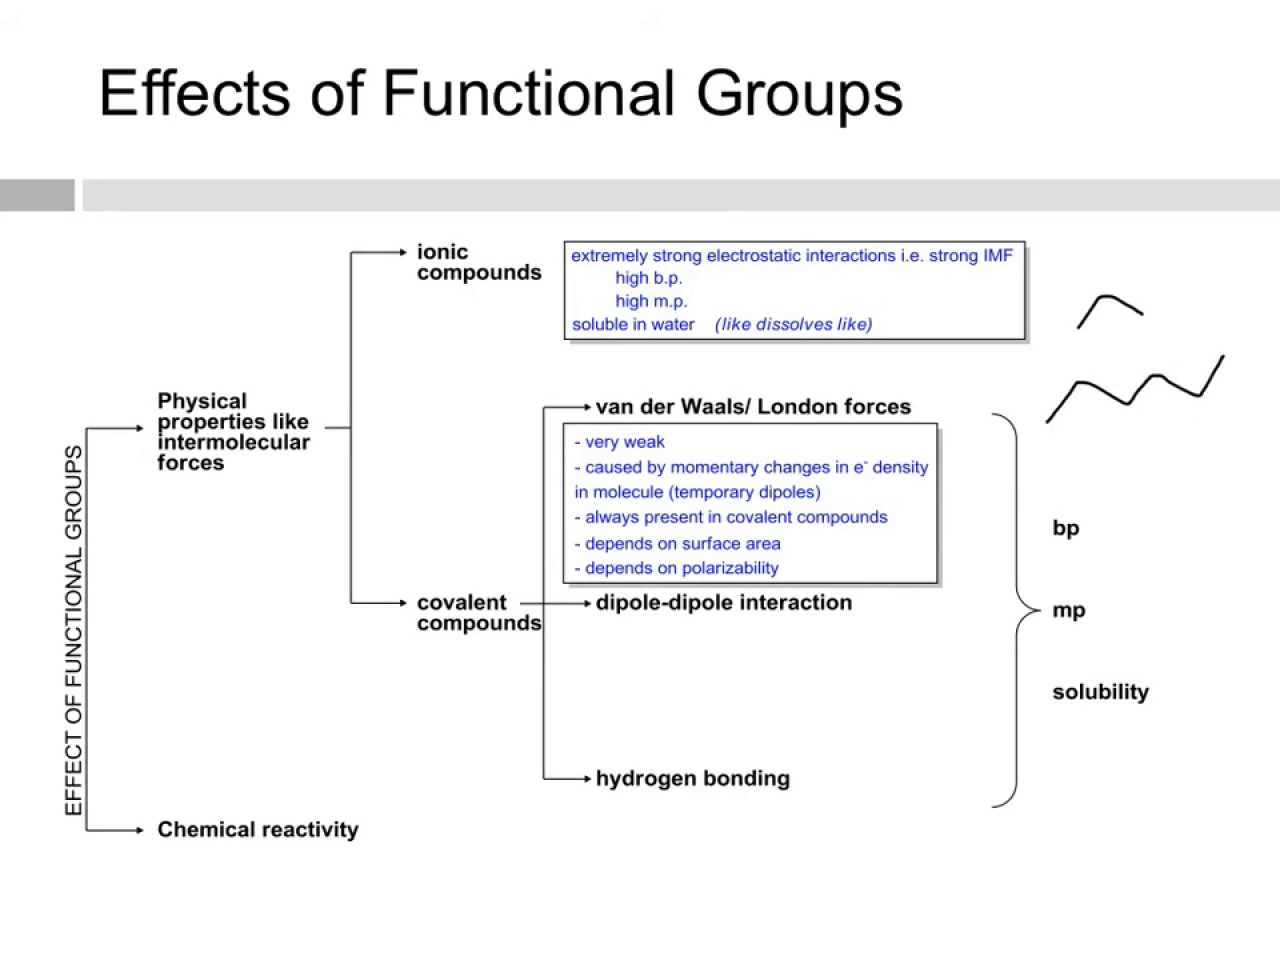 Effects of Functional Groups
ionic
compounds
extremely strong electrostatic interactions i.e. strong IMF
high b.p.
high m.p.
soluble in water (like dissolves like)
Physical
properties like
intermolecular
forces
van der Waals/ London forces
- very weak
- caused by momentary changes in e⁻ density
in molecule (temporary dipoles)
- always present in covalent compounds
- depends on surface area
- depends on polarizability
EFFECT OF FUNCTIONAL GROUPS
covalent
compounds
dipole-dipole interaction
hydrogen bonding
bp
mp
solubility
Chemical reactivity